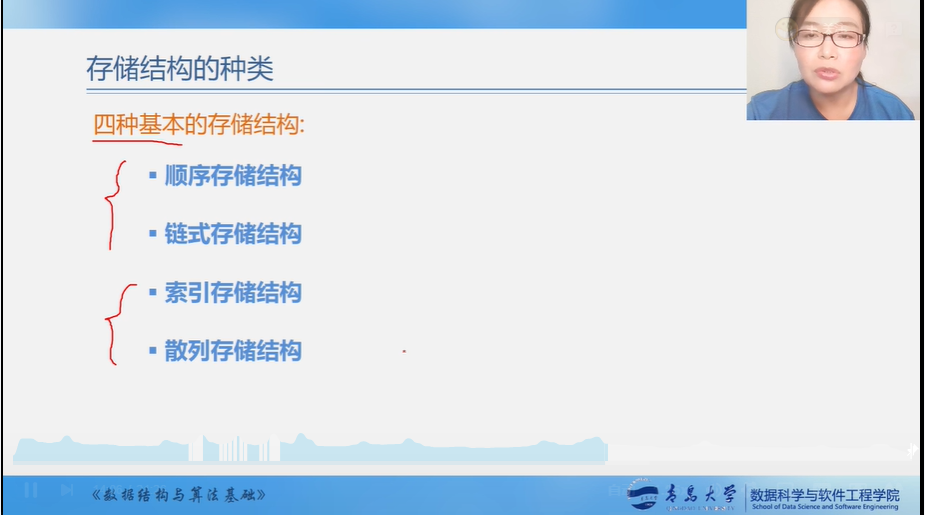 存储结构的种类
四种基本的存储结构:
▪ 顺序存储结构
▪ 链式存储结构
▪ 索引存储结构
▪ 散列存储结构
《数据结构与算法基础》
青岛大学
数据科学与软件工程学院
School of Data Science and Software Engineering